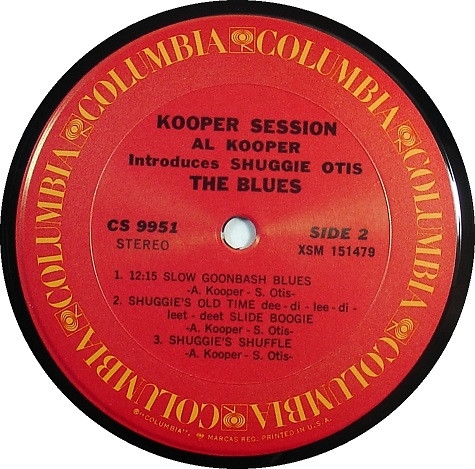 COLUMBIA COLUMBIA COLUMBIA COLUMBIA COLUMBIA COLUMBIA
KOOPER SESSION
AL KOOPER
Introduces SHUGGIE OTIS
THE BLUES
CS 9951 SIDE 2
STEREO XSM 151479
1. 12:15 SLOW GOONBASH BLUES
-A. Kooper - S. Otis-
2. SHUGGIE'S OLD TIME dee - di - lee - di -
leet - deet SLIDE BOOGIE
-A. Kooper - S. Otis-
3. SHUGGIE'S SHUFFLE
-A. Kooper - S. Otis-
® "COLUMBIA", MARCAS REG. PRINTED IN U.S.A.